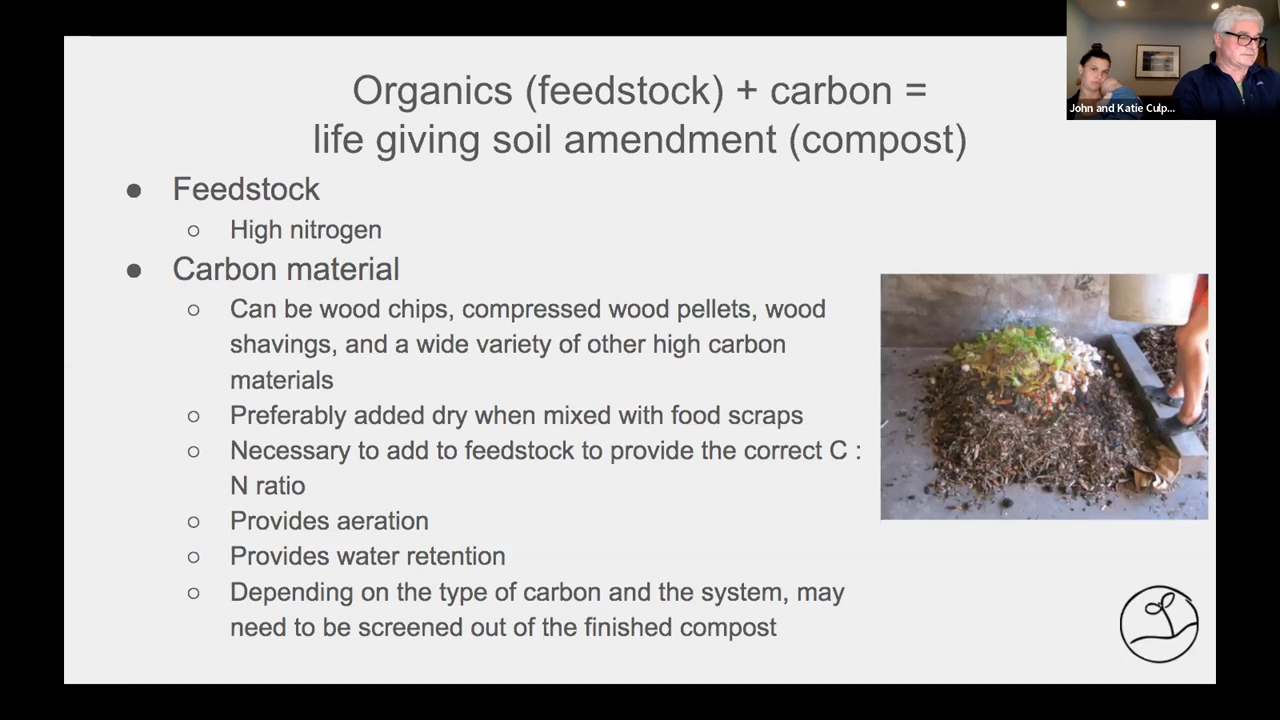 Organics (feedstock) + carbon =
life giving soil amendment (compost)
● Feedstock
○ High nitrogen
● Carbon material
○ Can be wood chips, compressed wood pellets, wood
shavings, and a wide variety of other high carbon
materials
○ Preferably added dry when mixed with food scraps
○ Necessary to add to feedstock to provide the correct C :
N ratio
○ Provides aeration
○ Provides water retention
○ Depending on the type of carbon and the system, may
need to be screened out of the finished compost
John and Katie Culp...